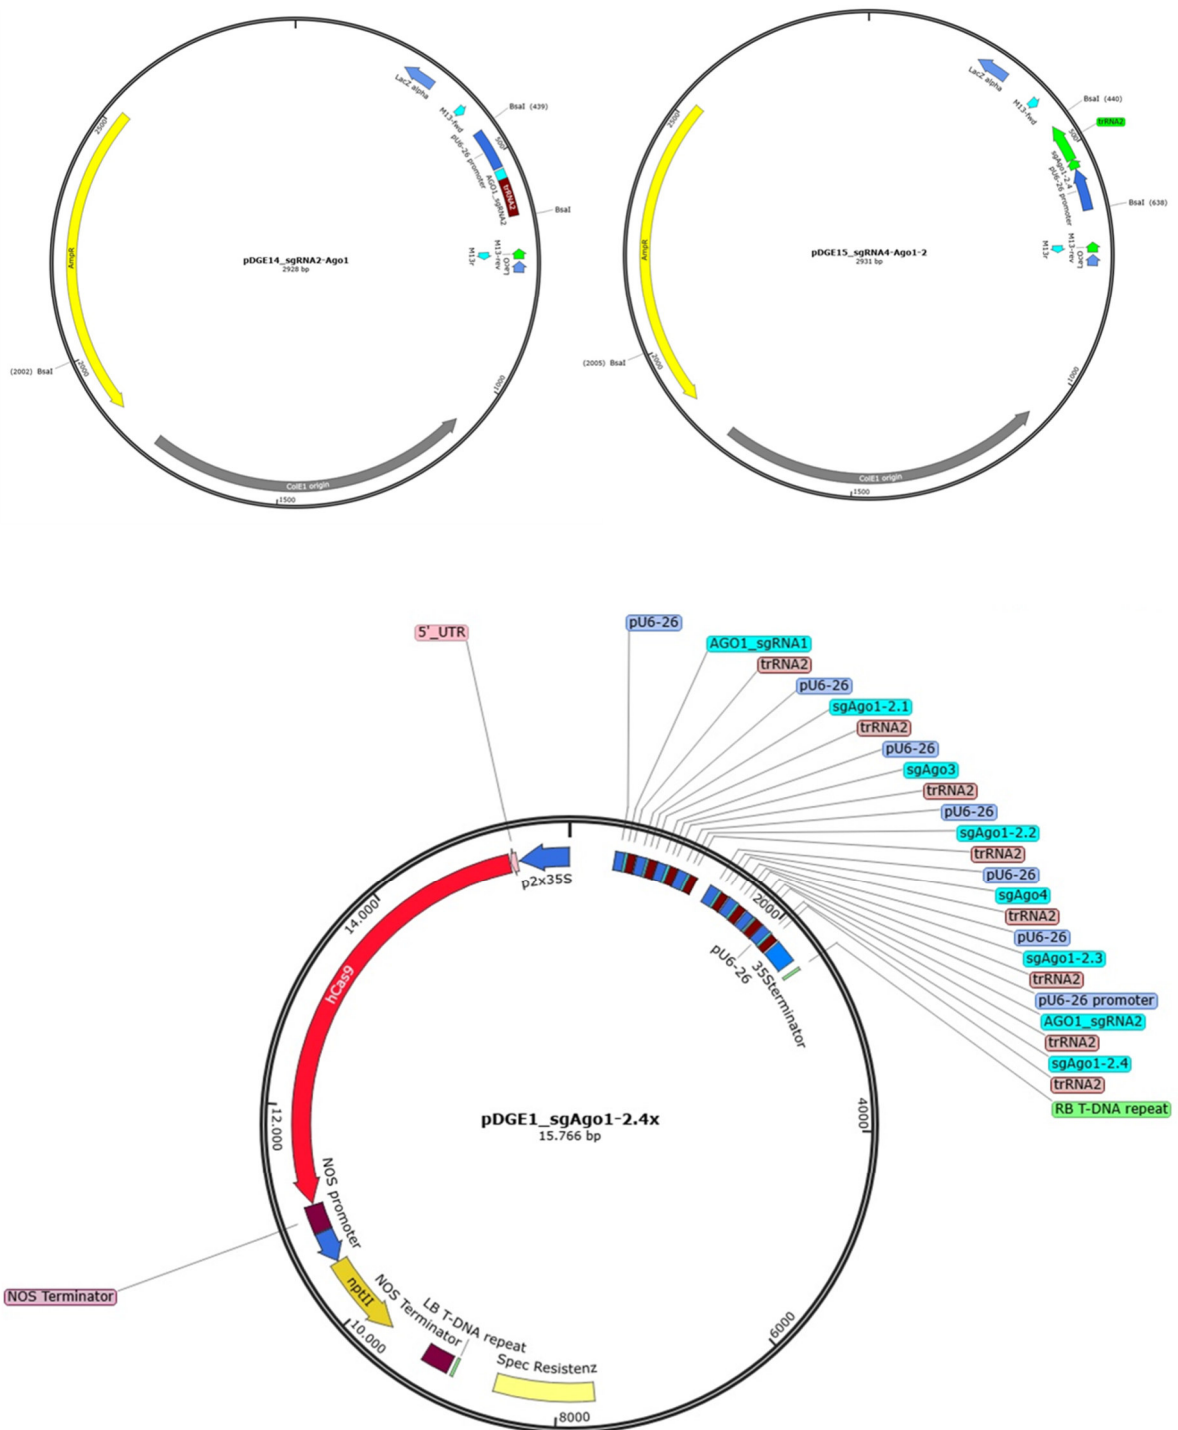 LacZ alpha
M13-fwd
BsaI (439)
500
pU6-26 promoter
AGO1_sgRNA2
trRNA2
BsaI
M13-rev
LacO
M13r
2500
AmpR
pDGE14_sgRNA2-Ago1
2928 bp
(2002) BsaI
2000
1000
ColE1 origin
1500
LacZ alpha
M13-fwd
BsaI (440)
trRNA2
500
sgAgo1-2.4
pU6-26 promoter
BsaI (638)
M13-rev
LacO
M13r
2500
AmpR
pDGE15_sgRNA4-Ago1-2
2931 bp
(2005) BsaI
2000
1000
ColE1 origin
1500
5'_UTR
pU6-26
AGO1_sgRNA1
trRNA2
pU6-26
sgAgo1-2.1
trRNA2
pU6-26
sgAgo3
trRNA2
pU6-26
sgAgo1-2.2
trRNA2
pU6-26
sgAgo4
trRNA2
pU6-26
sgAgo1-2.3
trRNA2
pU6-26 promoter
AGO1_sgRNA2
trRNA2
sgAgo1-2.4
trRNA2
RB T-DNA repeat
p2x35S
2000
pU6-26
35Sterminator
14.000
hCas9
12.000
4000
pDGE1_sgAgo1-2.4x
15.766 bp
NOS promoter
NOS Terminator
nptII
10.000
NOS Terminator
LB T-DNA repeat
Spec Resistenz
6000
8000